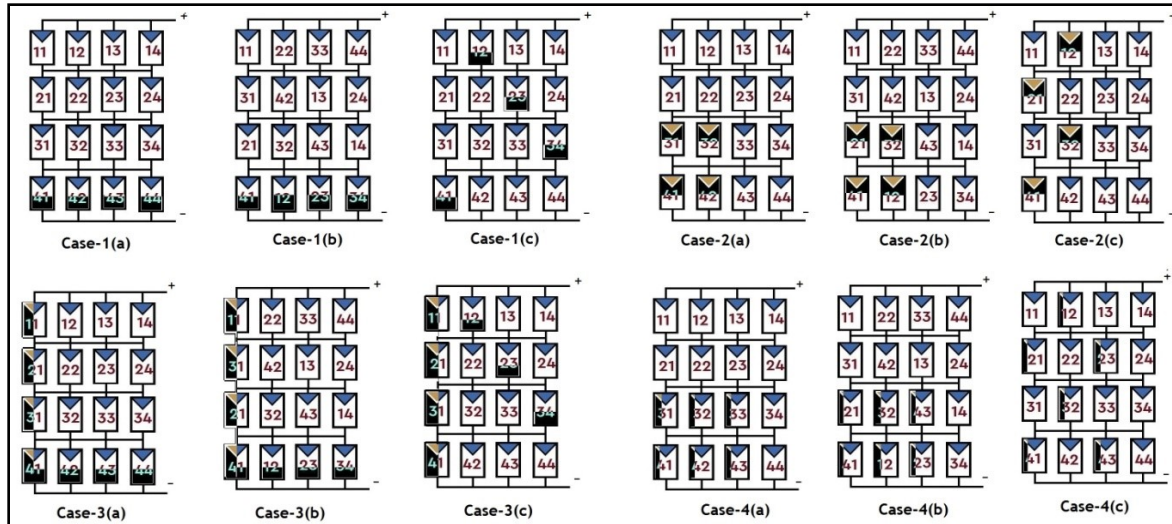 + + +
11 12 13 14 11 22 33 44 11 12 13 14 11 12 13 14 11 22 33 44 11 12 13 14
21 22 23 24 31 42 13 24 21 22 23 24 21 22 23 24 31 42 13 24 21 22 23 24
31 32 33 34 21 32 43 14 31 32 33 34 31 32 33 34 21 32 43 14 31 32 33 34
41 42 43 44 41 12 23 34 41 42 43 44 41 42 43 44 41 12 23 34 41 42 43 44
- - -
Case-1(a) Case-1(b) Case-1(c) Case-2(a) Case-2(b) Case-2(c)
+ + + + + +
11 12 13 14 11 22 33 44 11 12 13 14 11 12 13 14 11 22 33 44 11 12 13 14
21 22 23 24 31 42 13 24 21 22 23 24 21 22 23 24 31 42 13 24 21 22 23 24
31 32 33 34 21 32 43 14 31 32 33 34 31 32 33 34 21 32 43 14 31 32 33 34
41 42 43 44 41 12 23 34 41 42 43 44 41 42 43 44 41 12 23 34 41 42 43 44
- - - - - -
Case-3(a) Case-3(b) Case-3(c) Case-4(a) Case-4(b) Case-4(c)